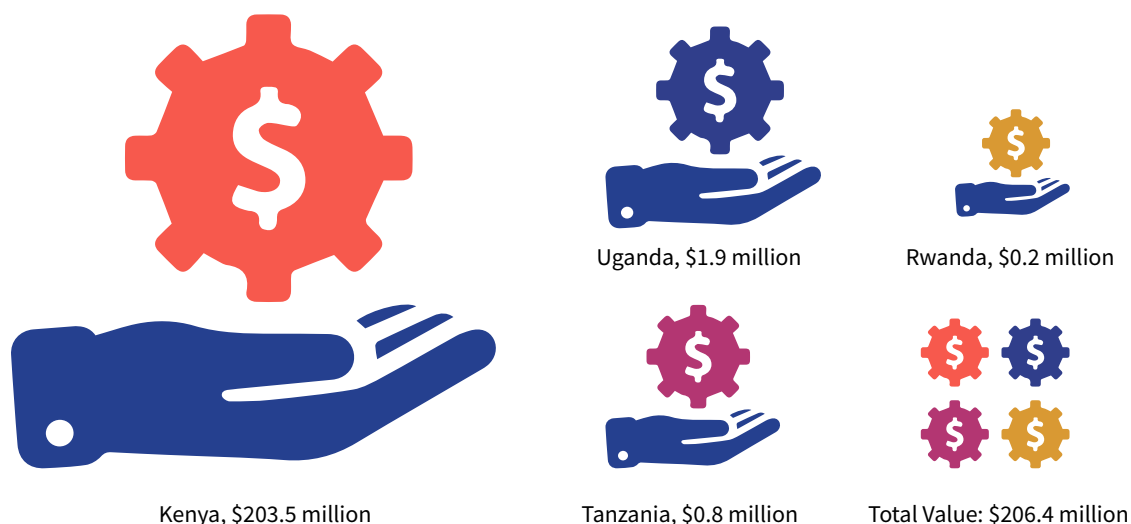 $
$
$
Uganda, $1.9 million
Rwanda, $0.2 million
$
$
$
$
$
Kenya, $203.5 million
Tanzania, $0.8 million
Total Value: $206.4 million